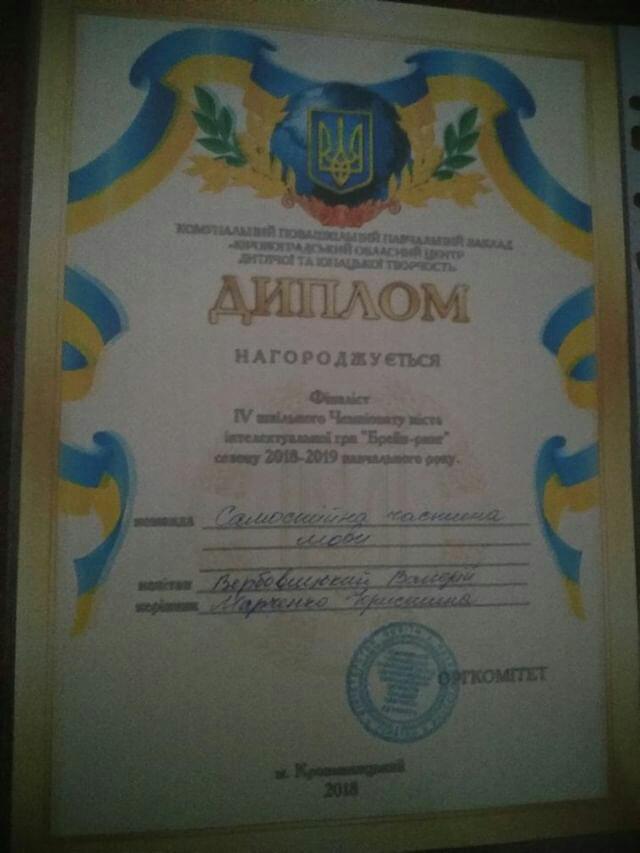 КОМУНАЛЬНИЙ ПОЗАШКІЛЬНИЙ НАВЧАЛЬНИЙ ЗАКЛАД
«КІРОВОГРАДСЬКИЙ ОБЛАСНИЙ ЦЕНТР
ДИТЯЧОЇ ТА ЮНАЦЬКОЇ ТВОРЧОСТІ»
ДИПЛОМ
НАГОРОДЖУЄТЬСЯ
Фіналіст
IV шкільного Чемпіонату міста
інтелектуальної гри "Брейн-ринг"
сезону 2018-2019 навчального року.
команда Самостійна частина
мови
капітан Валерій
керівник Марченко Христина
ОРГКОМІТЕТ
м. Кропивницький
2018